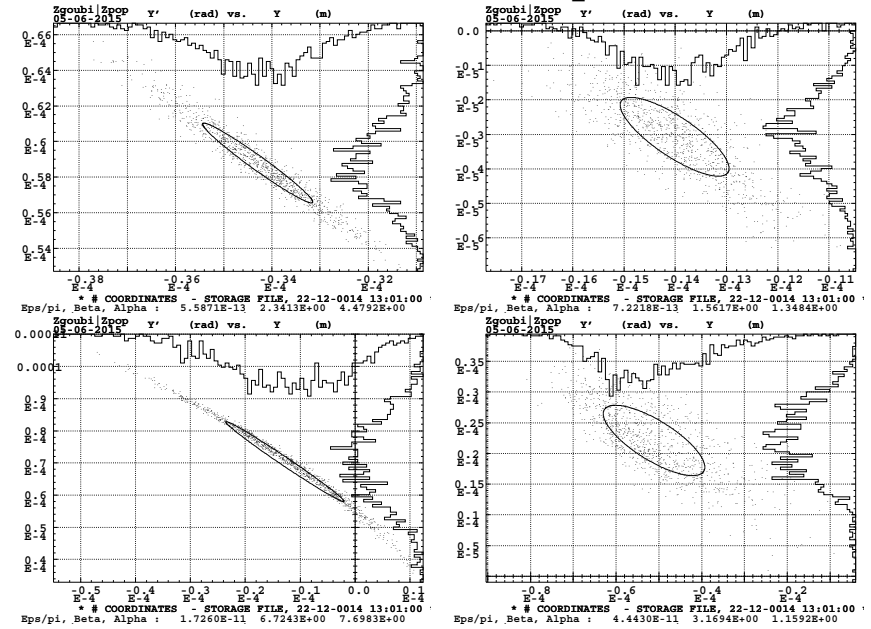 Zgoubi|Zpop
05-06-2015 Y' (rad) vs. Y (m)
0.66
E-4
0.64
E-4
0.62
E-4
0.6
E-4
0.58
E-4
0.56
E-4
0.54
E-4
-0.38 -0.36 -0.34 -0.32
E-4 E-4 E-4 E-4
* # COORDINATES - STORAGE FILE, 22-12-0014 13:01:00 *
Eps/pi, Beta, Alpha : 5.5871E-13 2.3413E+00 4.4792E+00
Zgoubi|Zpop
05-06-2015 Y' (rad) vs. Y (m)
0.0
-0.1
E-5
-0.2
E-5
-0.3
E-5
-0.4
E-5
-0.5
E-5
-0.6
E-5
-0.17 -0.16 -0.15 -0.14 -0.13 -0.12 -0.11
E-4 E-4 E-4 E-4 E-4 E-4 E-4
* # COORDINATES - STORAGE FILE, 22-12-0014 13:01:00 *
Eps/pi, Beta, Alpha : 7.2218E-13 1.5617E+00 1.3484E+00
Zgoubi|Zpop
05-06-2015 Y' (rad) vs. Y (m)
0.0001
0.9
E-4
0.8
E-4
0.7
E-4
0.6
E-4
0.5
E-4
0.4
E-4
-0.5 -0.4 -0.3 -0.2 -0.1 0.0 0.1
E-4 E-4 E-4 E-4 E-4 E-4
* # COORDINATES - STORAGE FILE, 22-12-0014 13:01:00 *
Eps/pi, Beta, Alpha : 1.7260E-11 6.7243E+00 7.6983E+00
Zgoubi|Zpop
05-06-2015 Y' (rad) vs. Y (m)
0.35
E-4
0.3
E-4
0.25
E-4
0.2
E-4
0.15
E-4
0.1
E-4
0.5
E-5
-0.8 -0.6 -0.4 -0.2
E-4 E-4 E-4 E-4
* # COORDINATES - STORAGE FILE, 22-12-0014 13:01:00 *
Eps/pi, Beta, Alpha : 4.4430E-11 3.1694E+00 1.1592E+00